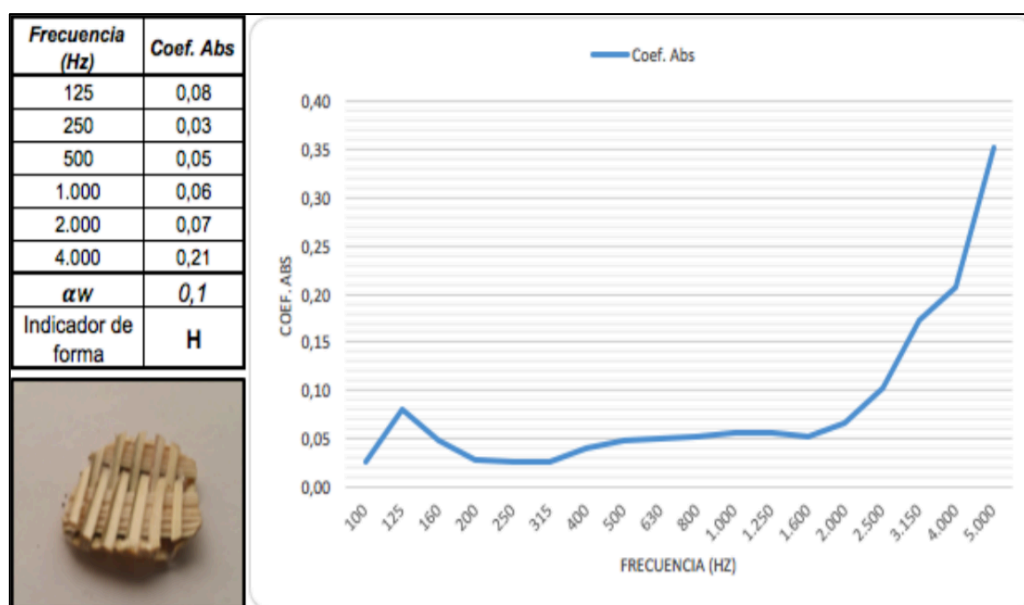 Frecuencia (Hz) Coef. Abs
125 0,08
250 0,03
500 0,05
1.000 0,06
2.000 0,07
4.000 0,21
αw 0,1
Indicador de forma H
Coef. Abs
0,40
0,35
0,30
0,25
0,20
0,15
0,10
0,05
0,00
COEF. ABS
100 125 160 200 250 315 400 500 630 800 1.000 1.250 1.600 2.000 2.500 3.150 4.000 5.000
FRECUENCIA (HZ)